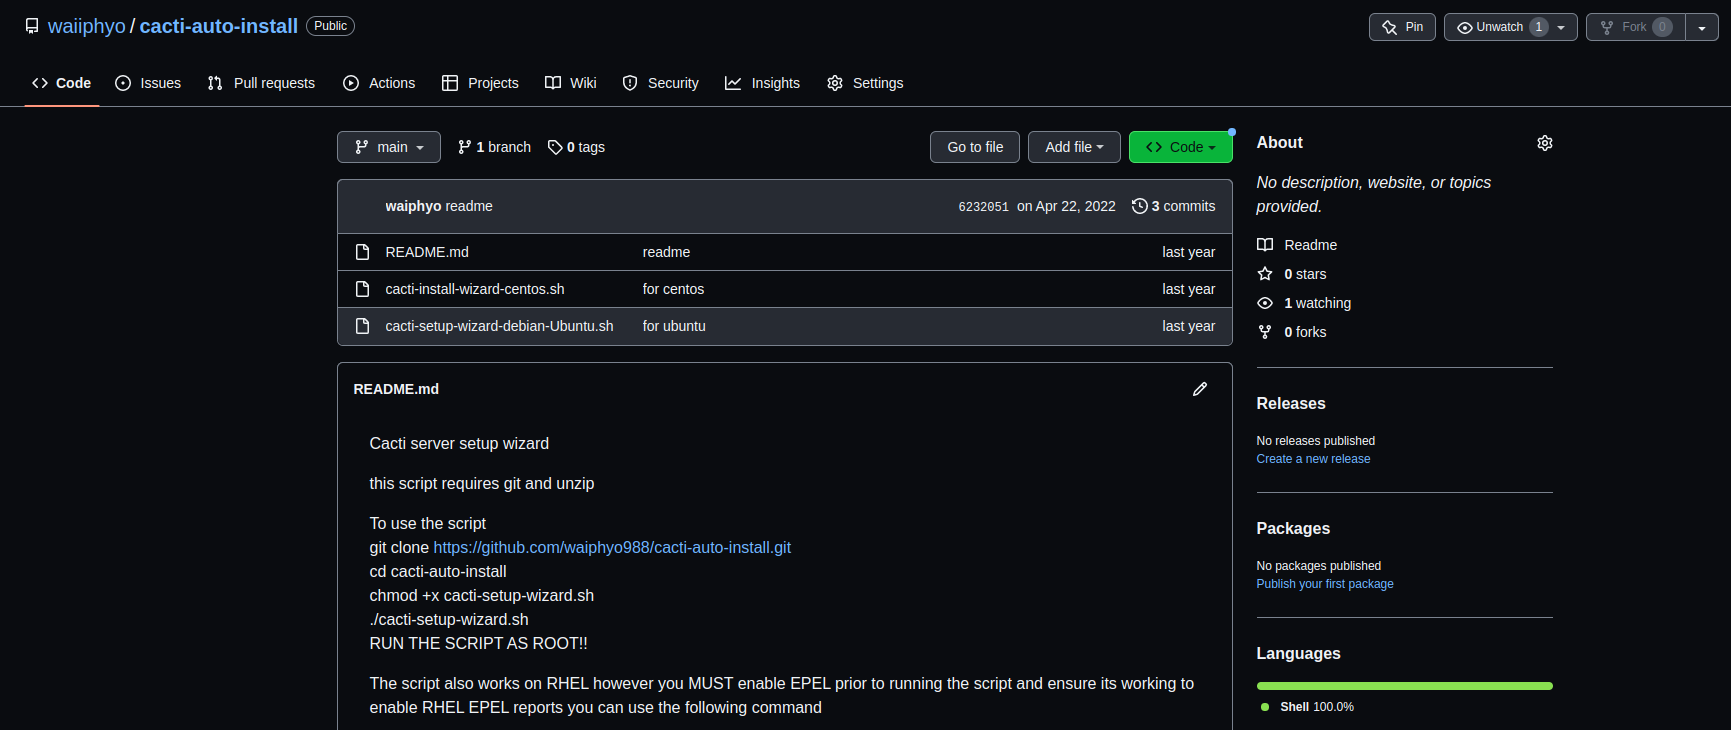 waiiphyo / cacti-auto-install Public
Pin
Unwatch 1
Fork 0
Code
Issues
Pull requests
Actions
Projects
Wiki
Security
Insights
Settings
main
1 branch
0 tags
Go to file
Add file
Code
waiphyo readme
6232051 on Apr 22, 2022
3 commits
README.md readme last year
cacti-install-wizard-centos.sh for centos last year
cacti-setup-wizard-debian-Ubuntu.sh for ubuntu last year
README.md
Cacti server setup wizard
this script requires git and unzip
To use the script
git clone https://github.com/waiphyo988/cacti-auto-install.git
cd cacti-auto-install
chmod +x cacti-setup-wizard.sh
./cacti-setup-wizard.sh
RUN THE SCRIPT AS ROOT!!
The script also works on RHEL however you MUST enable EPEL prior to running the script and ensure its working to
enable RHEL EPEL reports you can use the following command
About
No description, website, or topics
provided.
Readme
0 stars
1 watching
0 forks
Releases
No releases published
Create a new release
Packages
No packages published
Publish your first package
Languages
Shell 100.0%